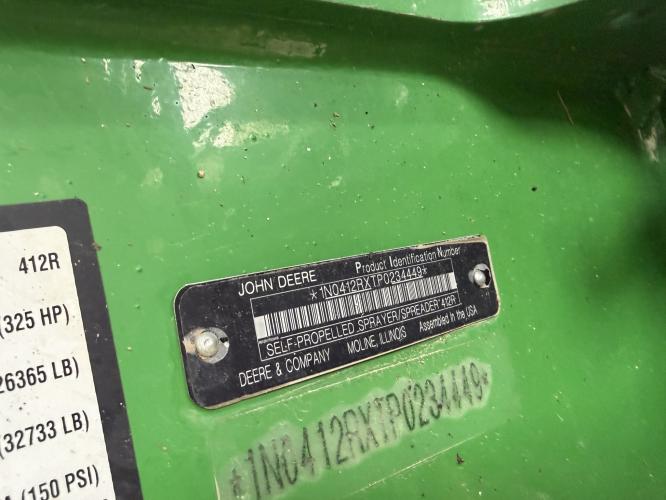 412R
(325 HP)
26365 LB)
(32733 LB)
(150 PSI)
JOHN DEERE Product Identification Number
*1N0412RXTP0234449*
SELF-PROPELLED SPRAYER/SPREADER 412R
DEERE & COMPANY MOLINE, ILLINOIS Assembled in the USA
*1N0412RXTP0234449*